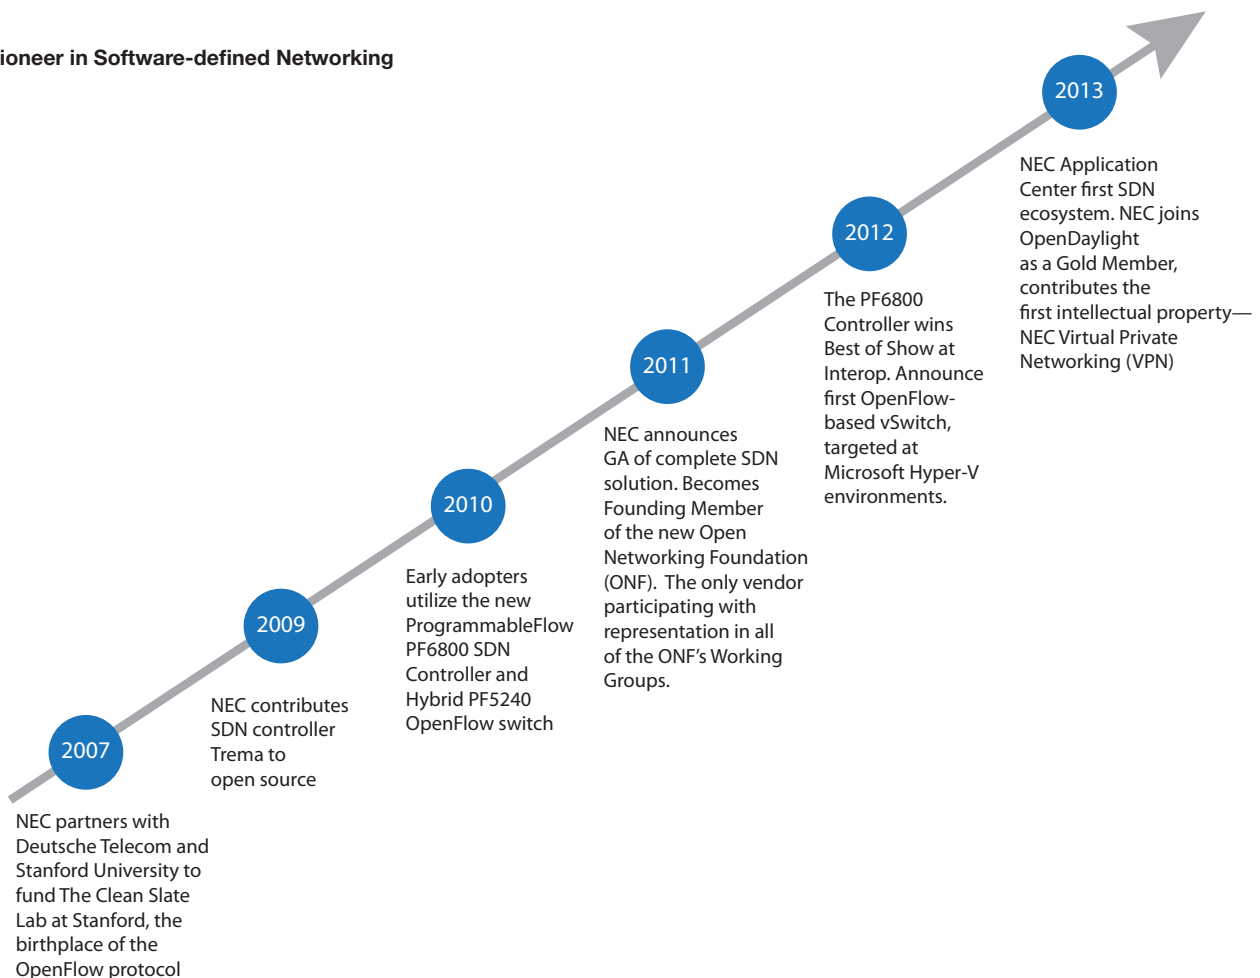 ioneer in Software-defined Networking
2013
NEC Application
Center first SDN
ecosystem. NEC joins
OpenDaylight
as a Gold Member,
contributes the
first intellectual property—
NEC Virtual Private
Networking (VPN)
2012
The PF6800
Controller wins
Best of Show at
Interop. Announce
first OpenFlow-
based vSwitch,
targeted at
Microsoft Hyper-V
environments.
2011
NEC announces
GA of complete SDN
solution. Becomes
Founding Member
of the new Open
Networking Foundation
(ONF).  The only vendor
participating with
representation in all
of the ONF's Working
Groups.
2010
Early adopters
utilize the new
ProgrammableFlow
PF6800 SDN
Controller and
Hybrid PF5240
OpenFlow switch
2009
NEC contributes
SDN controller
Trema to
open source
2007
NEC partners with
Deutsche Telecom and
Stanford University to
fund The Clean Slate
Lab at Stanford, the
birthplace of the
OpenFlow protocol